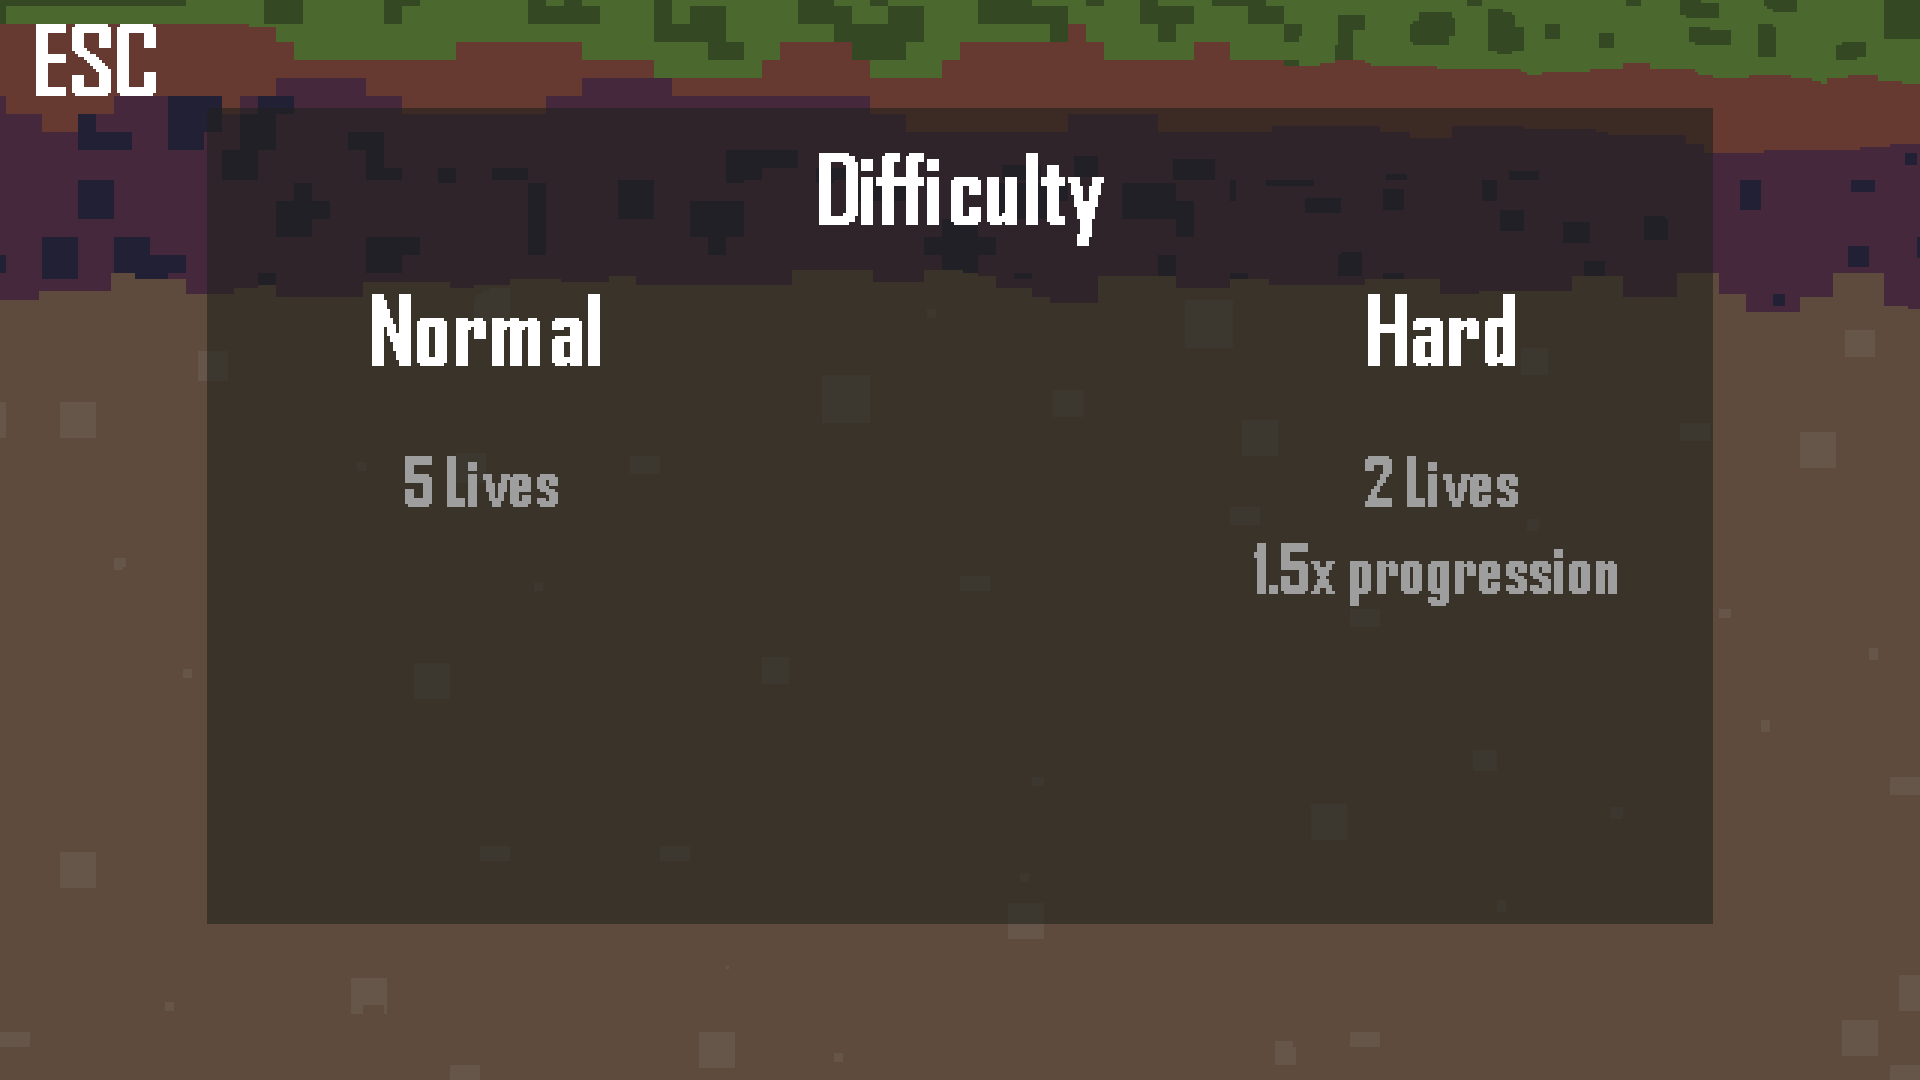 ESC
Difficulty
Normal
Hard
5 Lives
2 Lives
1.5x progression